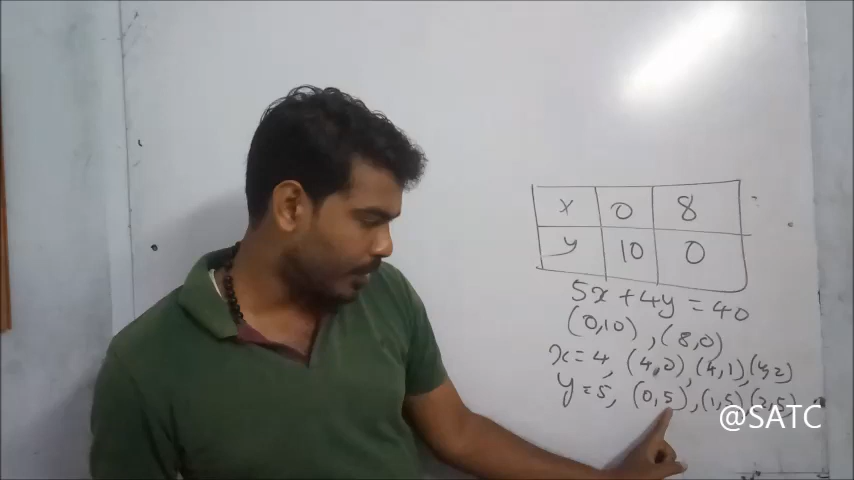 x 0 8
y 10 0
5x + 4y = 40
(0,10) , (8,0)
x = 4, (4,0), (4,1), (4,2)
y = 5, (0,5), (1,5) (2,5)
@SATC